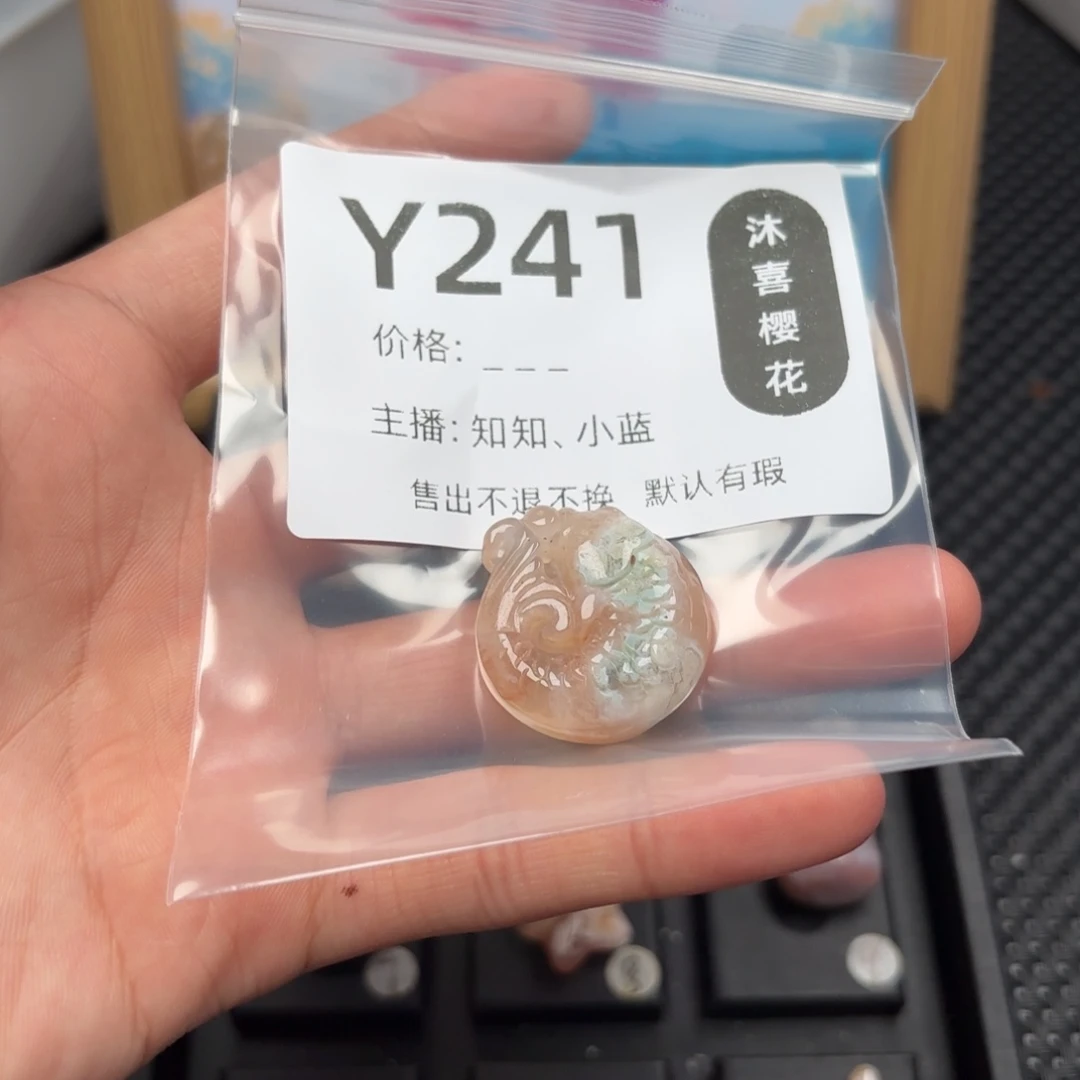 Y241
沐喜樱花
价格: _ _ _
主播: 知知、小蓝
售出不退不换 默认有瑕